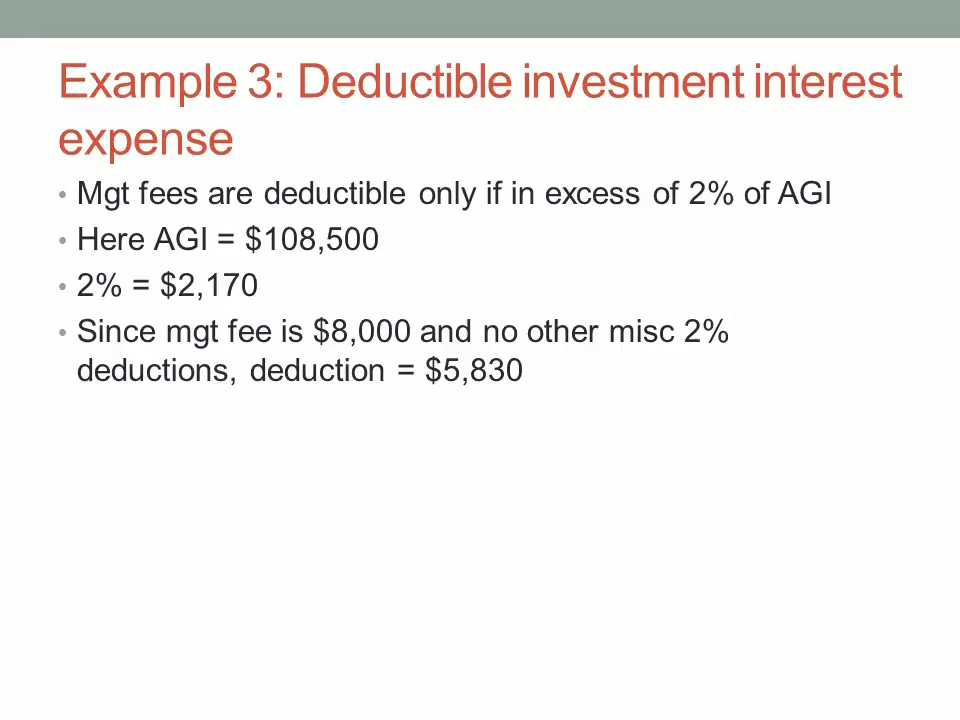 Example 3: Deductible investment interest
expense
• Mgt fees are deductible only if in excess of 2% of AGI
• Here AGI = $108,500
• 2% = $2,170
• Since mgt fee is $8,000 and no other misc 2%
deductions, deduction = $5,830